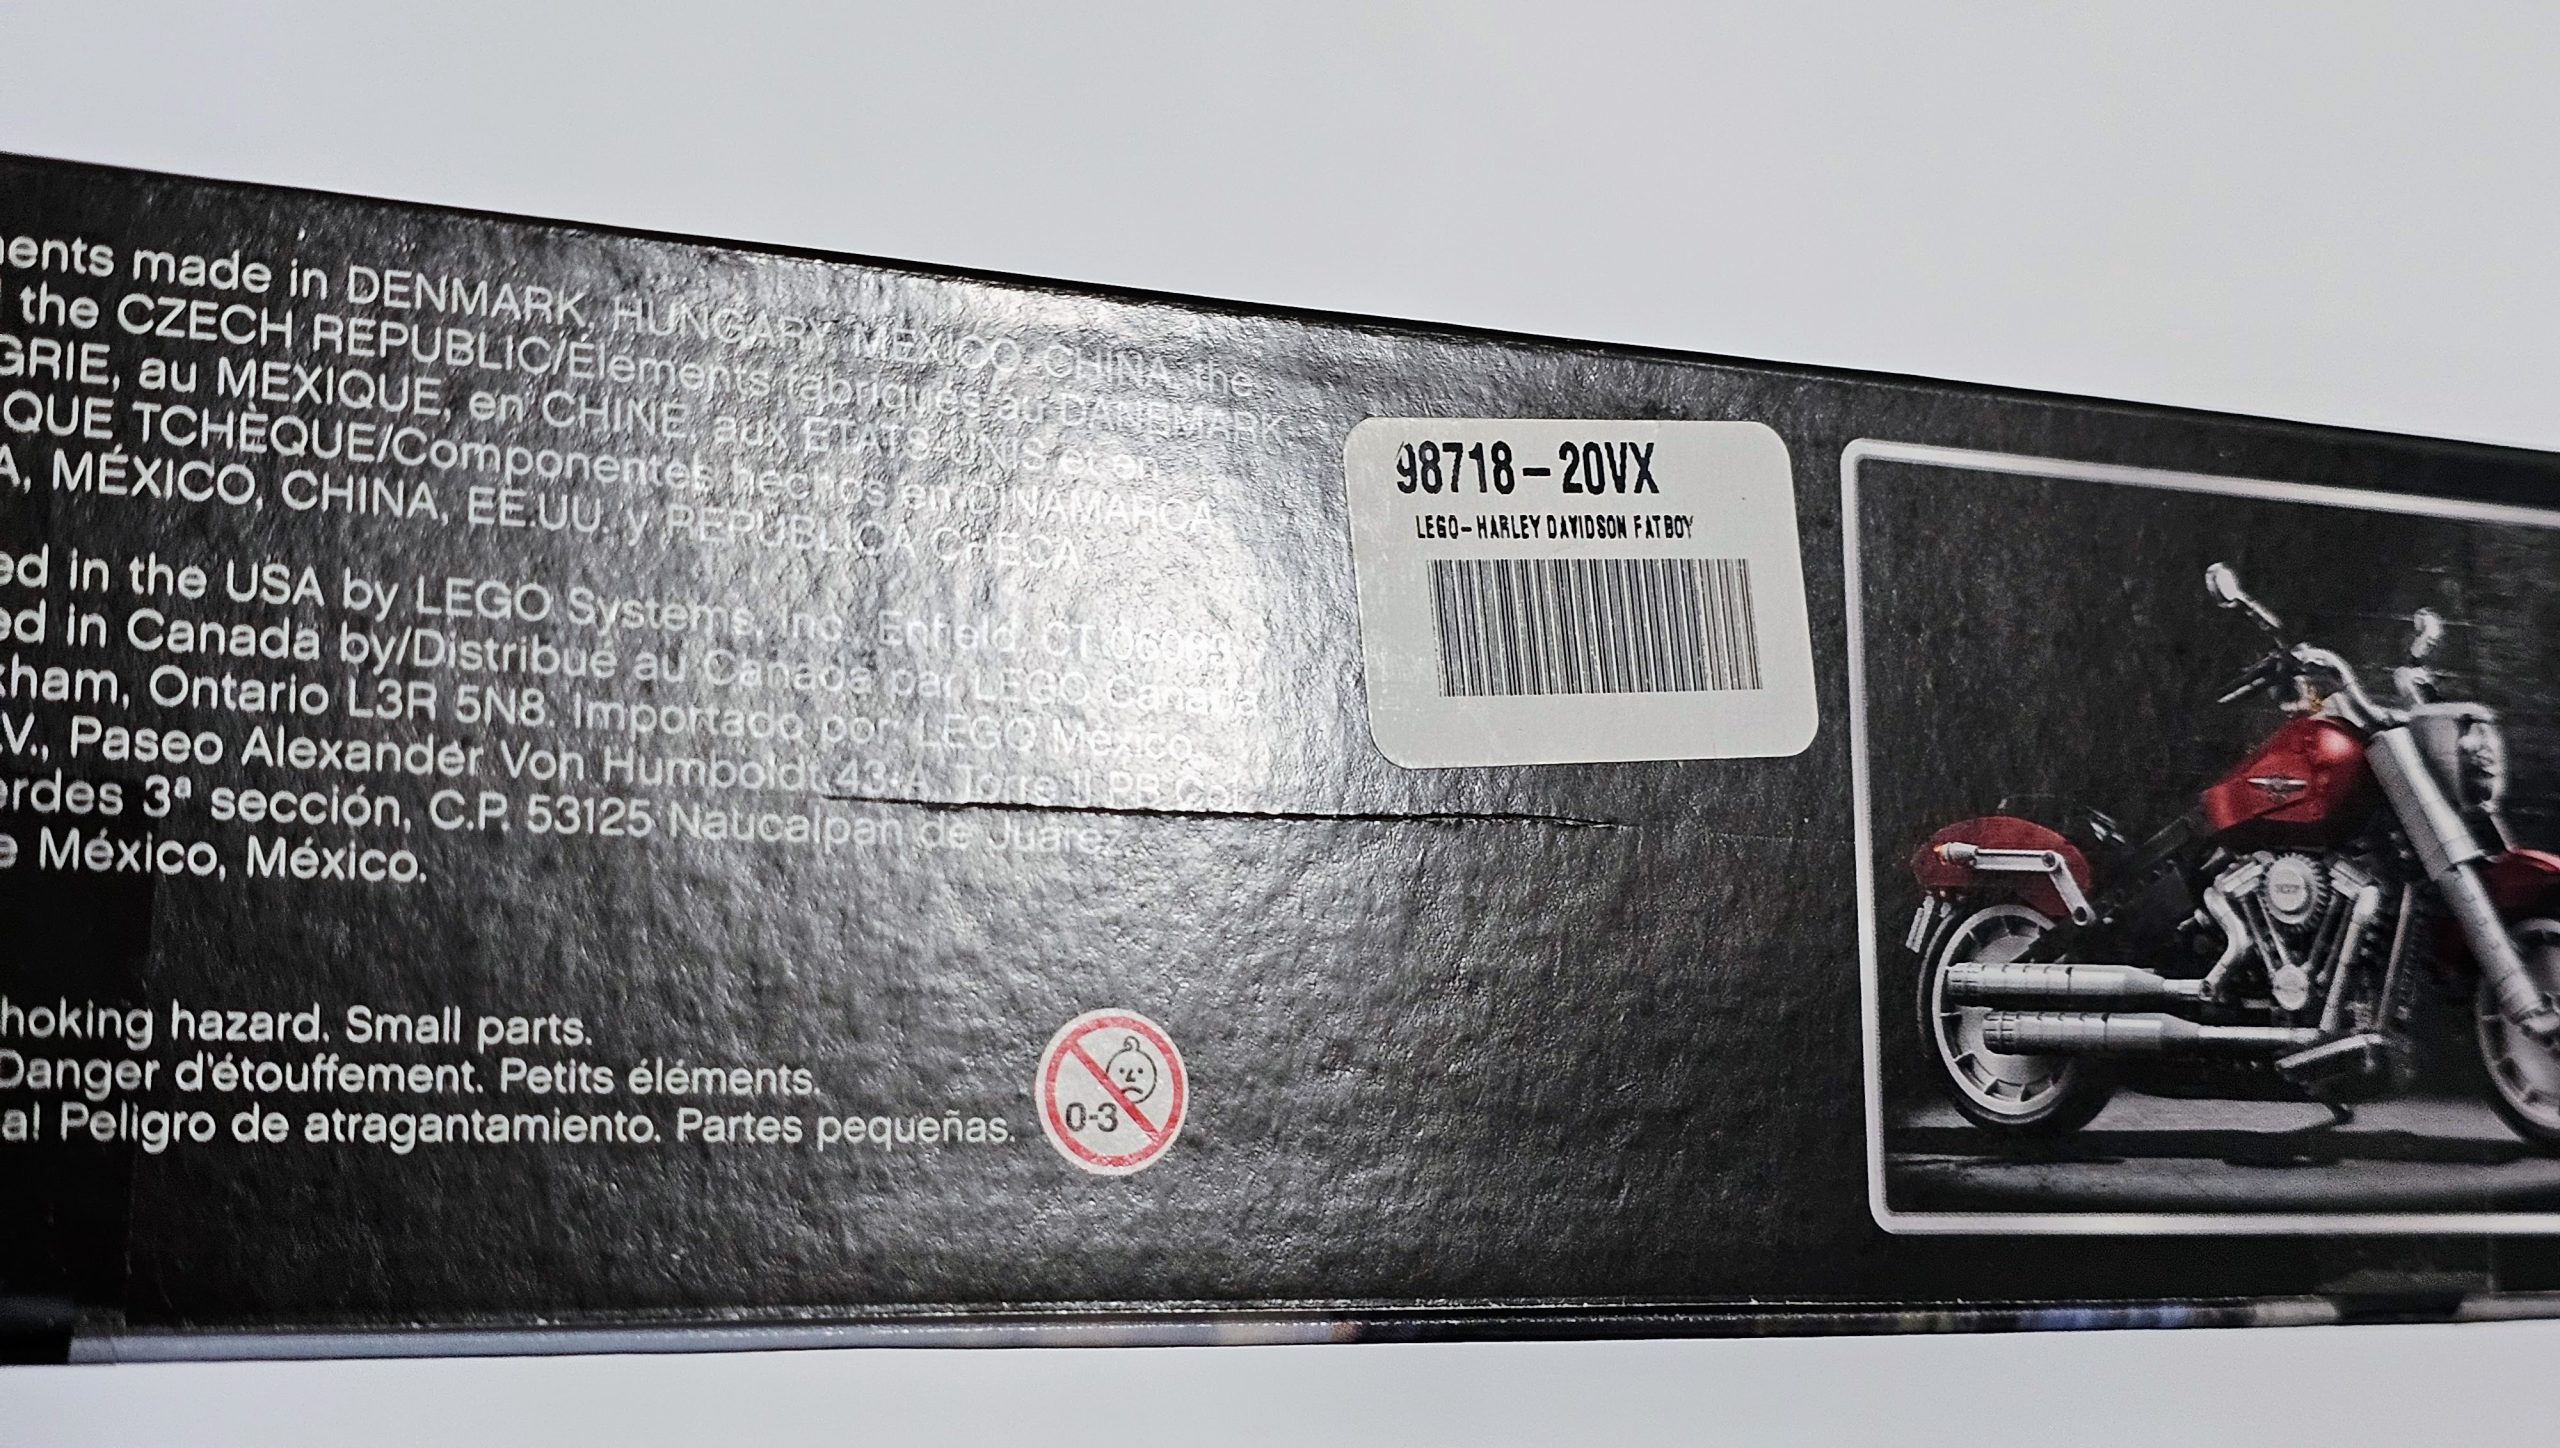 ents made in DENMARK, HUNGARY, MEXICO, CHINA, the
the CZECH REPUBLIC/Éléments fabriqués au DANEMARK,
GRIE, au MEXIQUE, en CHINE, aux ÉTATS-UNIS et en
QUE TCHÈQUE/Componentes hechos en DINAMARCA,
A, MÉXICO, CHINA, EE.UU. y REPÚBLICA CHECA
ed in the USA by LEGO Systems, Inc. Enfield, CT 06083
ed in Canada by/Distribué au Canada par LEGO Canada
kham, Ontario L3R 5N8. Importado por: LEGO México,
.V., Paseo Alexander Von Humboldt 43-A, Torre II PB Col.
erdes 3ª sección, C.P. 53125 Naucalpan de Juárez
e México, México.
hoking hazard. Small parts.
Danger d'étouffement. Petits éléments.
a! Peligro de atragantamiento. Partes pequeñas.
0-3
98718-20VX
LEGO-HARLEY DAVIDSON FATBOY